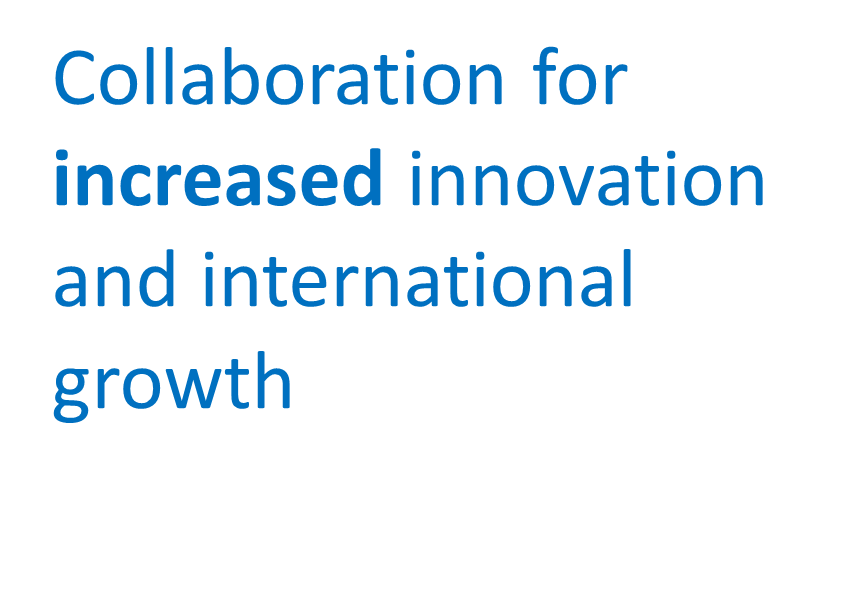 Collaboration for
increased innovation
and international
growth